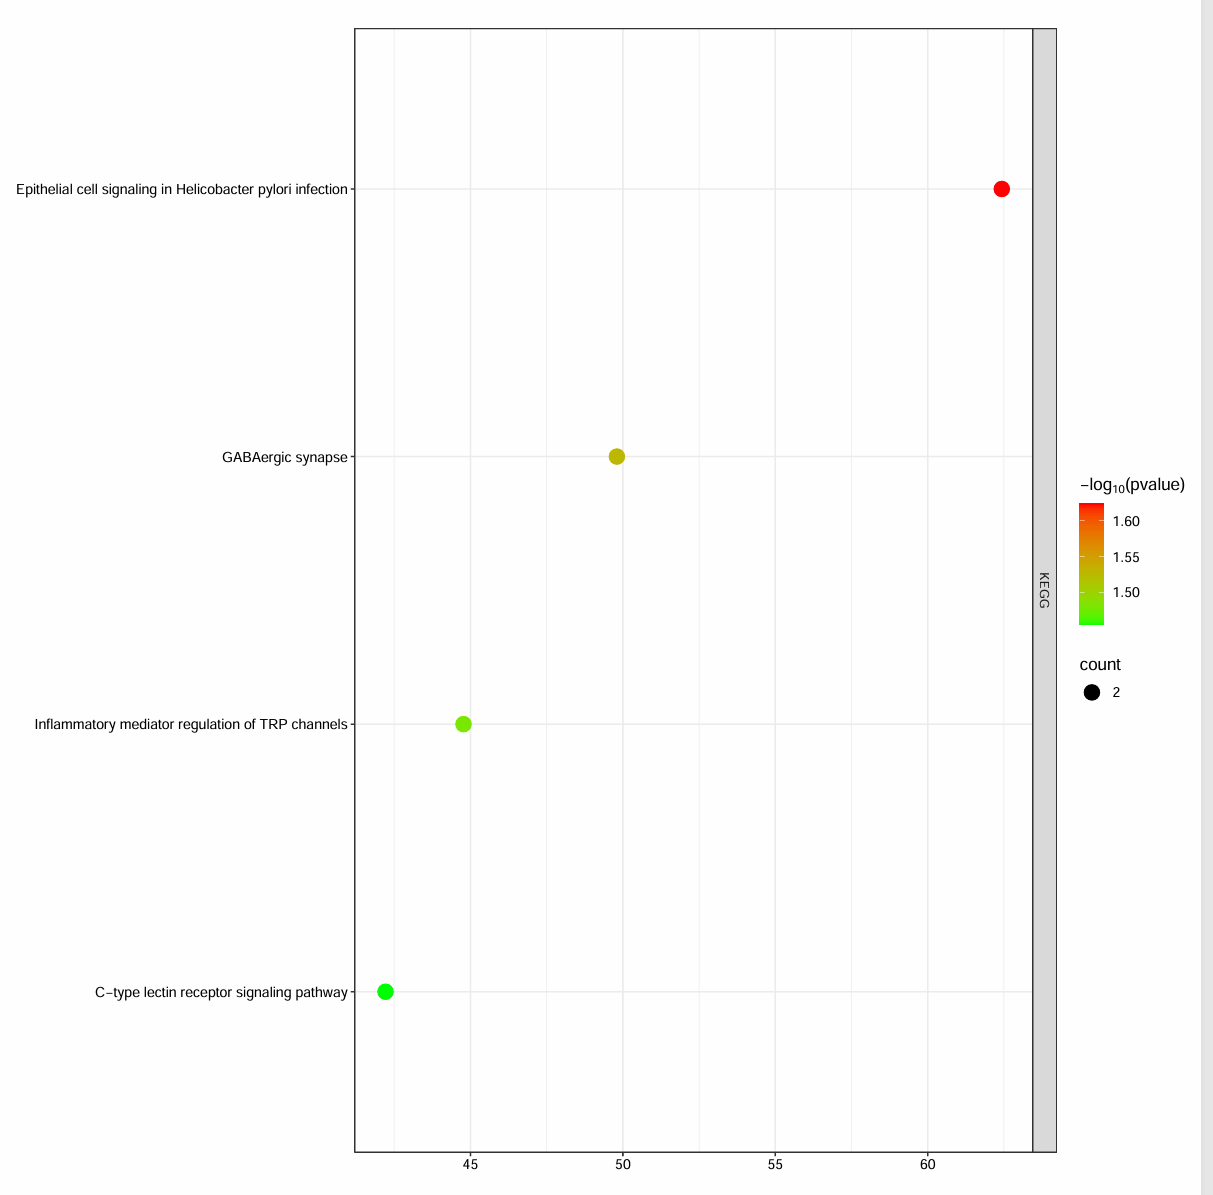 Epithelial cell signaling in Helicobacter pylori infection
GABAergic synapse
Inflammatory mediator regulation of TRP channels
C−type lectin receptor signaling pathway
45
50
55
60
KEGG
−log₁₀(pvalue)
1.60
1.55
1.50
count
2